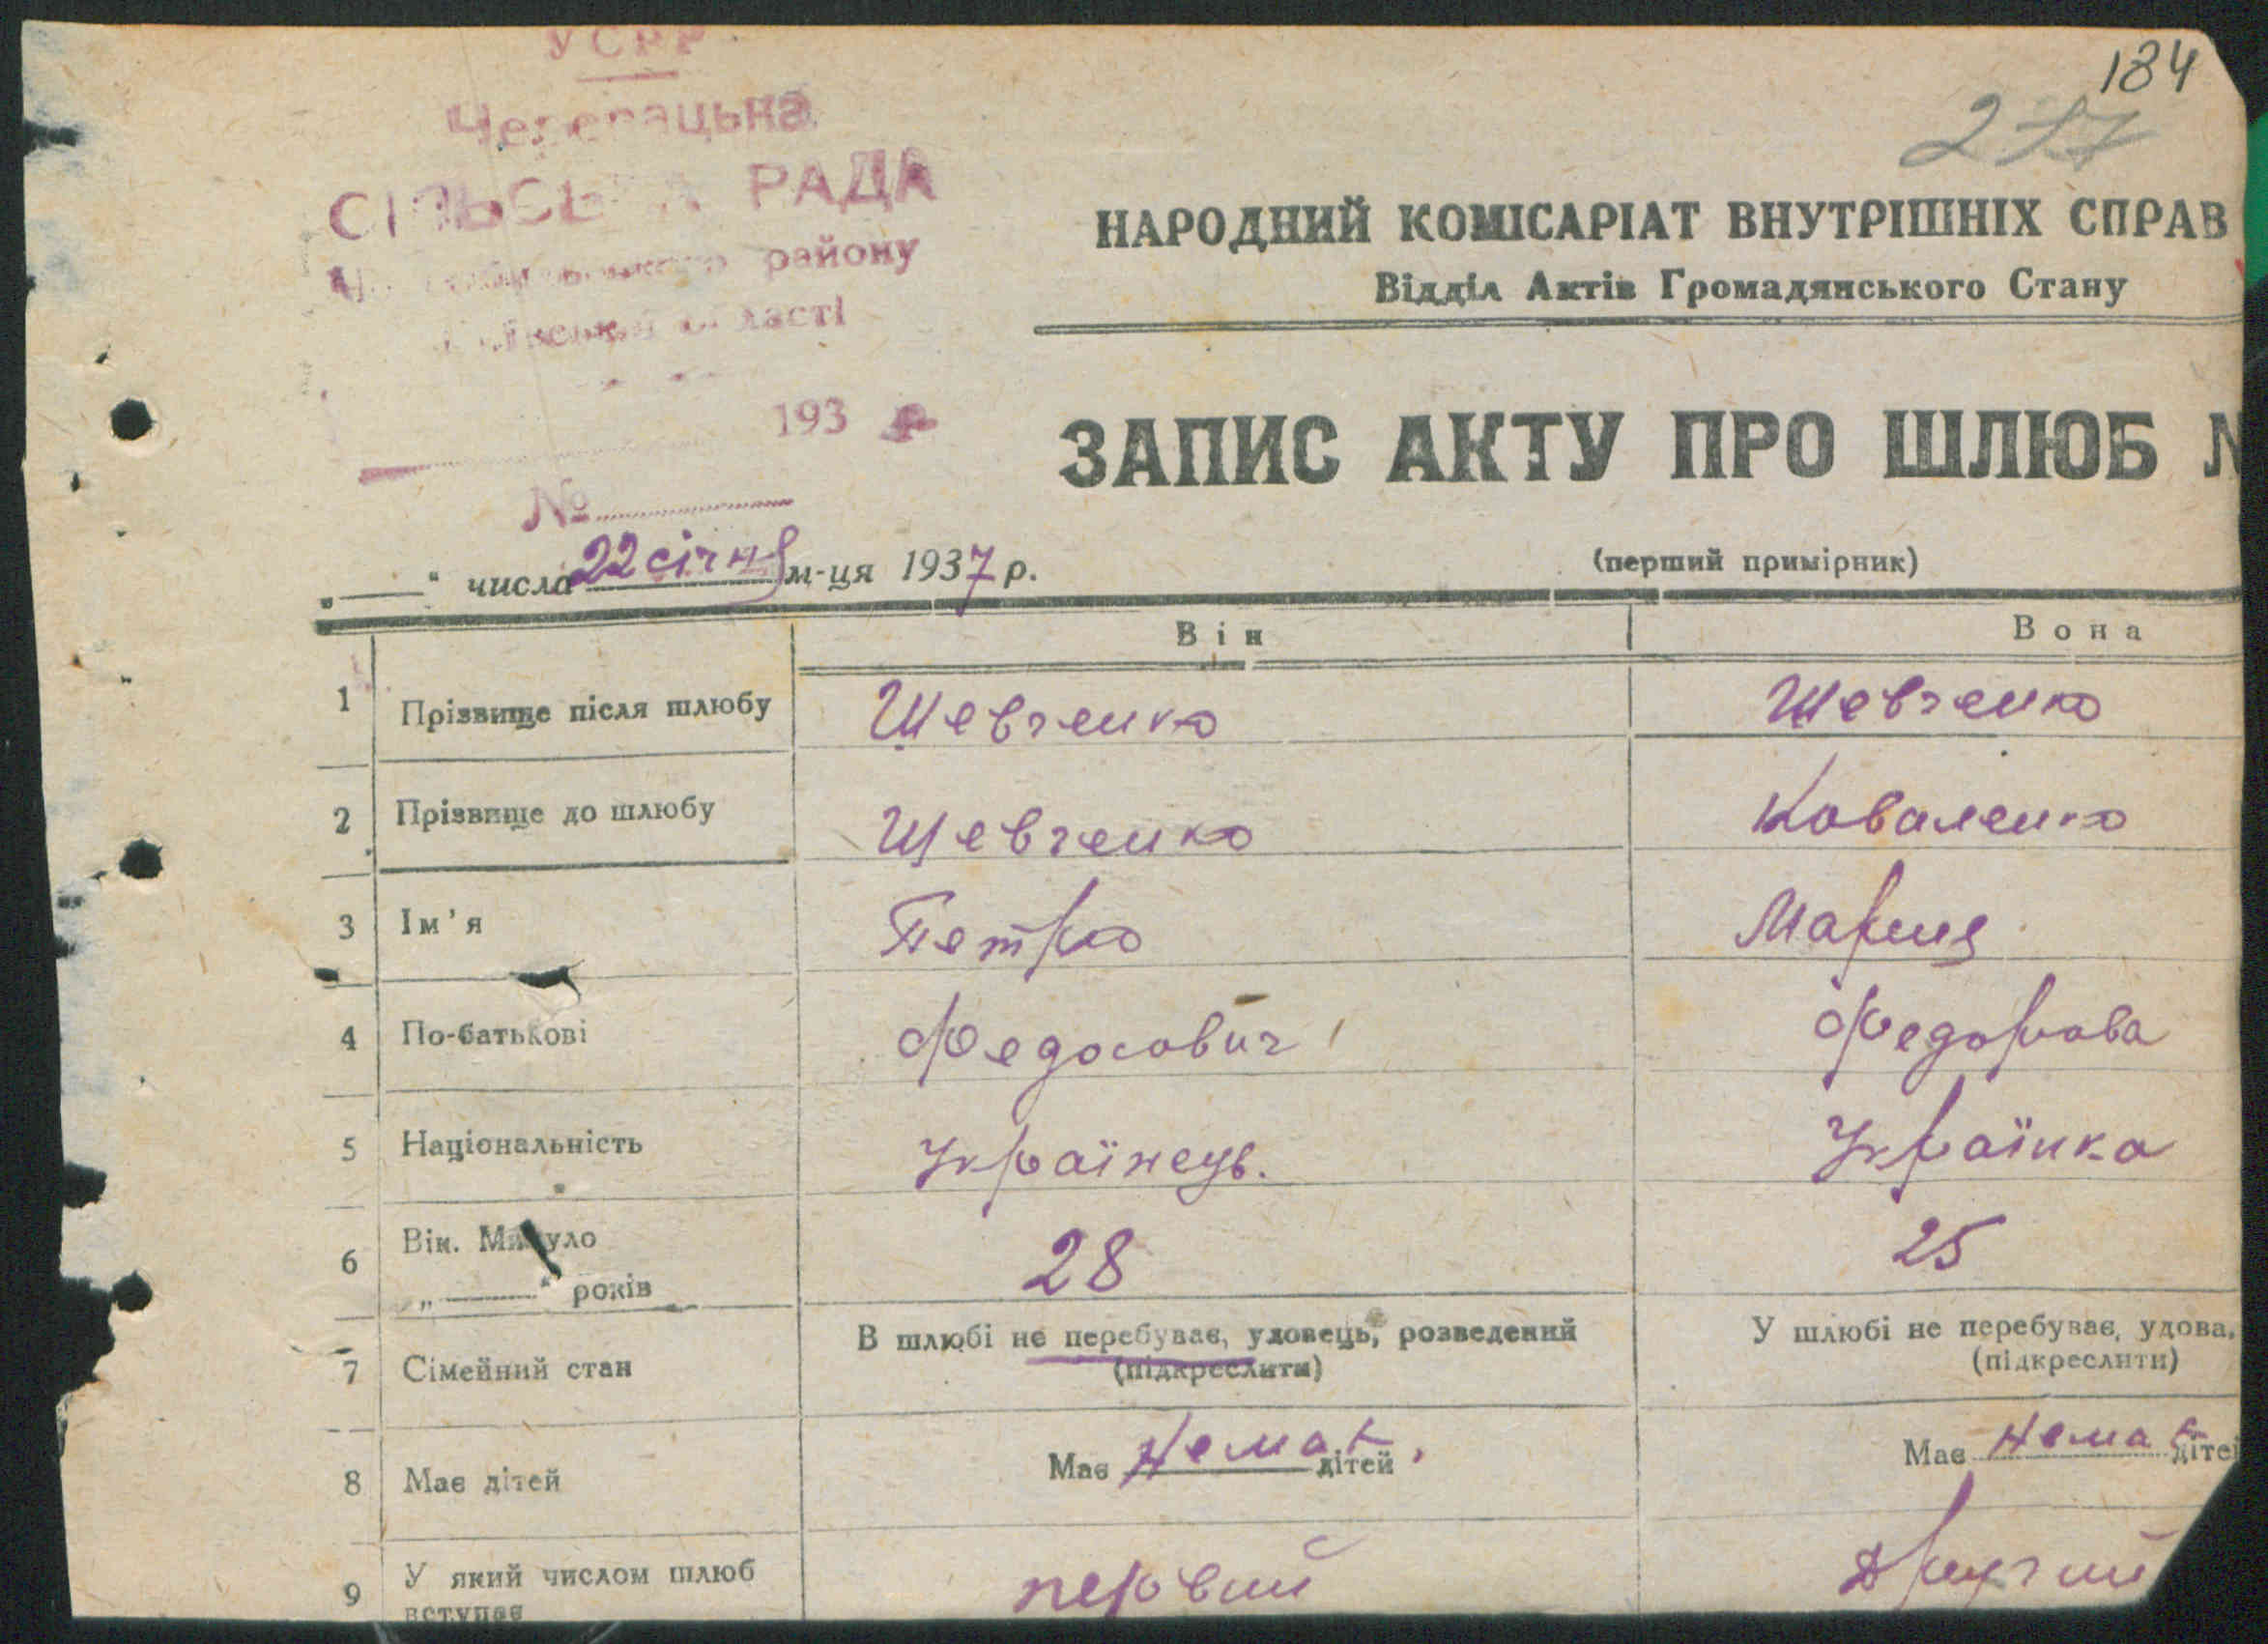 УСРР
184
217
СІЛЬСЬКА РАДА
району
області
193
№
НАРОДНИЙ КОМІСАРІАТ ВНУТРІШНІХ СПРАВ
Відділ Актів Громадянського Стану
ЗАПИС АКТУ ПРО ШЛЮБ №
(перший примірник)
„ “ числа 22 січня м-ця 1937 р.
Він Вона
1 Прізвище після шлюбу Шевченко Шевченко
2 Прізвище до шлюбу Шевченко Коваленко
3 Ім'я Петро Мария
4 По-батькові Федосович Федорова
5 Національність Українець. Українка
6 Вік. Минуло
„ “ років 28 25
7 Сімейний стан В шлюбі не перебуває, удовець, розведений У шлюбі не перебуває, удова,
(підкреслити) (підкреслити)
8 Має дітей Має Немає дітей Має Немає дітей
9 У який числом шлюб первий другий
вступає